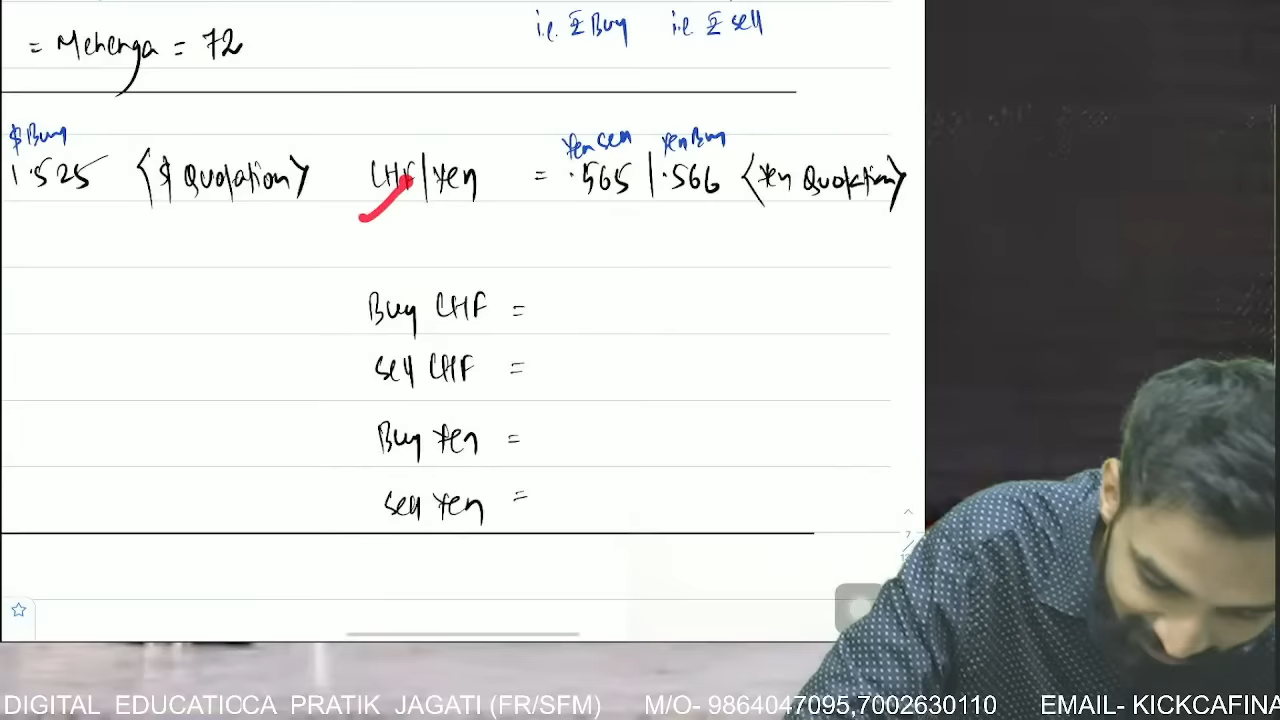 i.e. ₹ Buy i.e. ₹ sell
= Mehenga = 72
$ Buy Yen sell Yen Buy
1.525 <$ Quotation> CHF|Yen = .565|.566 <Yen Quotation>
Buy CHF =
sell CHF =
Buy Yen =
sell Yen =
DIGITAL EDUCATIOCA PRATIK JAGATI (FR/SFM) M/O- 9864047095,7002630110 EMAIL- KICKCAFINA